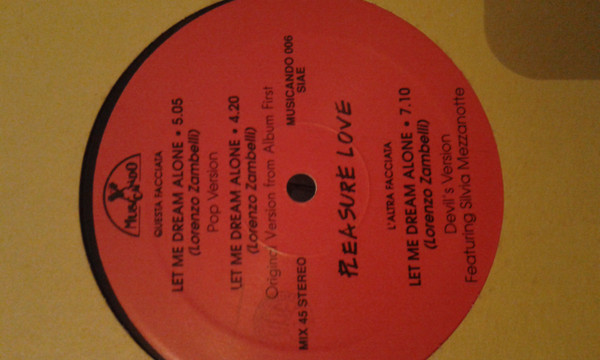 MUSICANDO
QUESTA FACCIATA
LET ME DREAM ALONE • 5.05
(Lorenzo Zambelli)
Pop Version
LET ME DREAM ALONE • 4.20
(Lorenzo Zambelli)
Original Version from Album First
MIX 45 STEREO
MUSICANDO 006
SIAE
PLEASURE LOVE
L'ALTRA FACCIATA
LET ME DREAM ALONE • 7.10
(Lorenzo Zambelli)
Devil's Version
Featuring Silvia Mezzanotte